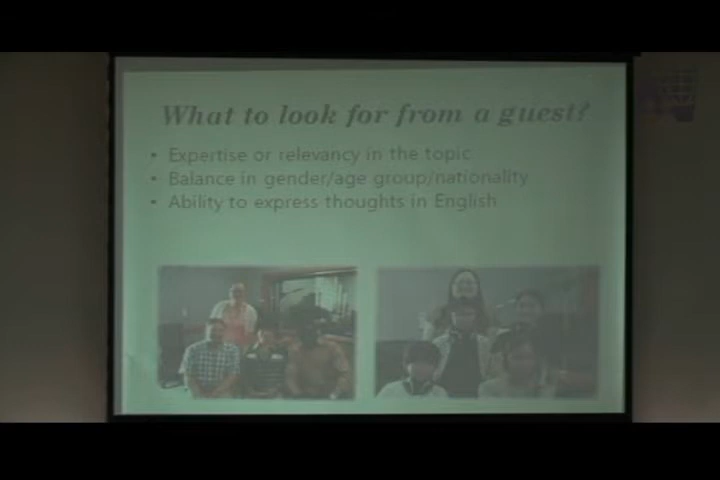 What to look for from a guest?
• Expertise or relevancy in the topic
• Balance in gender/age group/nationality
• Ability to express thoughts in English